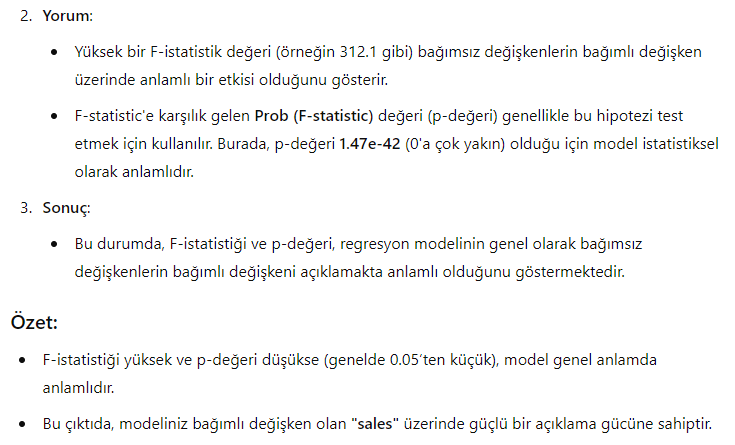 2. Yorum:
• Yüksek bir F-istatistik değeri (örneğin 312.1 gibi) bağımsız değişkenlerin bağımlı değişken
üzerinde anlamlı bir etkisi olduğunu gösterir.
• F-statistic'e karşılık gelen Prob (F-statistic) değeri (p-değeri) genellikle bu hipotezi test
etmek için kullanılır. Burada, p-değeri 1.47e-42 (0'a çok yakın) olduğu için model istatistiksel
olarak anlamlıdır.
3. Sonuç:
• Bu durumda, F-istatistiği ve p-değeri, regresyon modelinin genel olarak bağımsız
değişkenlerin bağımlı değişkeni açıklamakta anlamlı olduğunu göstermektedir.
Özet:
• F-istatistiği yüksek ve p-değeri düşükse (genelde 0.05'ten küçük), model genel anlamda
anlamlıdır.
• Bu çıktıda, modeliniz bağımlı değişken olan "sales" üzerinde güçlü bir açıklama gücüne sahiptir.